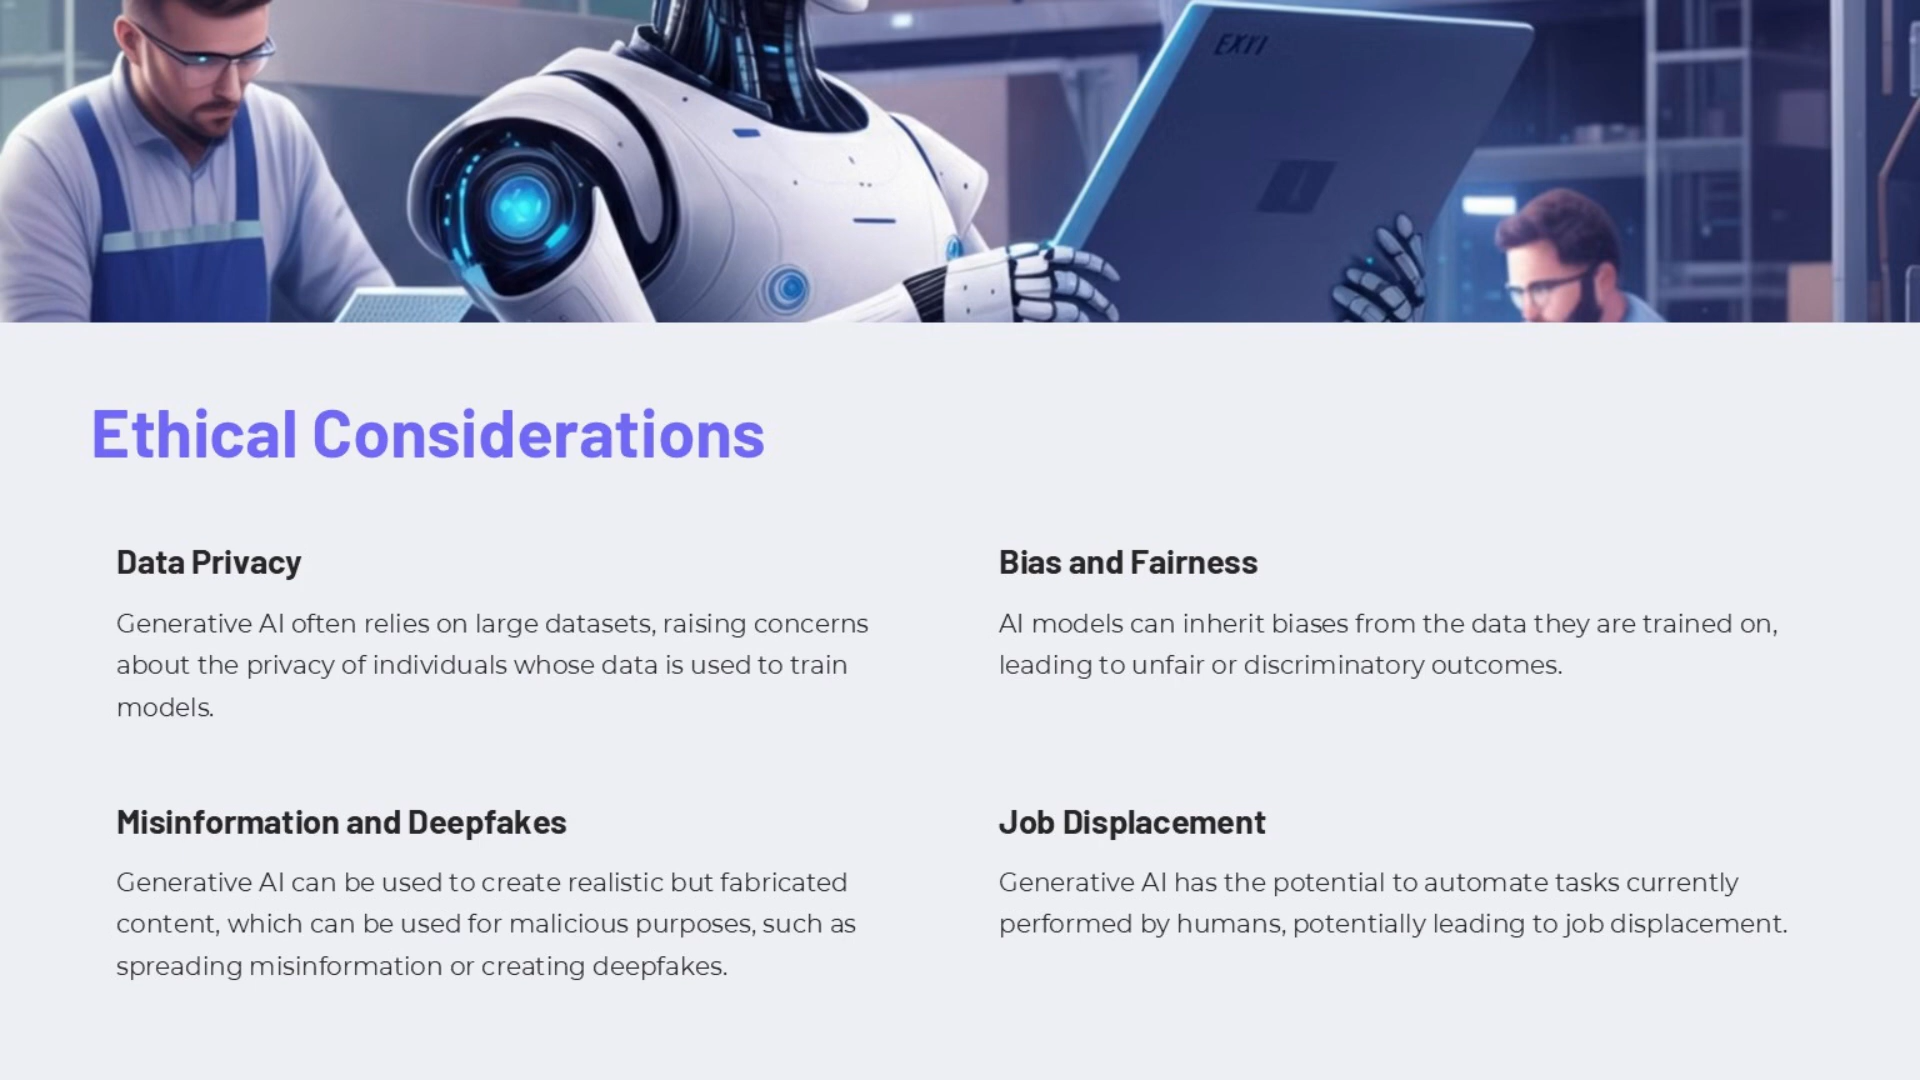 EXYI
Ethical Considerations
Data Privacy
Generative AI often relies on large datasets, raising concerns
about the privacy of individuals whose data is used to train
models.
Bias and Fairness
AI models can inherit biases from the data they are trained on,
leading to unfair or discriminatory outcomes.
Misinformation and Deepfakes
Generative AI can be used to create realistic but fabricated
content, which can be used for malicious purposes, such as
spreading misinformation or creating deepfakes.
Job Displacement
Generative AI has the potential to automate tasks currently
performed by humans, potentially leading to job displacement.